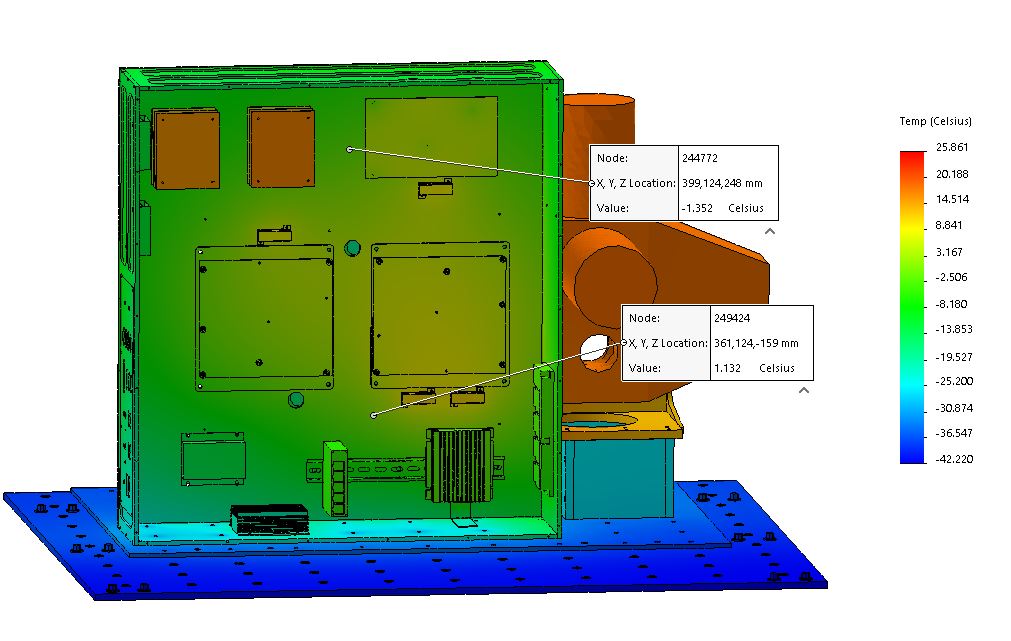 Temp (Celsius)
25.861
20.188
14.514
8.841
3.167
-2.506
-8.180
-13.853
-19.527
-25.200
-30.874
-36.547
-42.220
Node: 244772
X, Y, Z Location: 399,124,248 mm
Value: -1.352 Celsius
Node: 249424
X, Y, Z Location: 361,124,-159 mm
Value: 1.132 Celsius